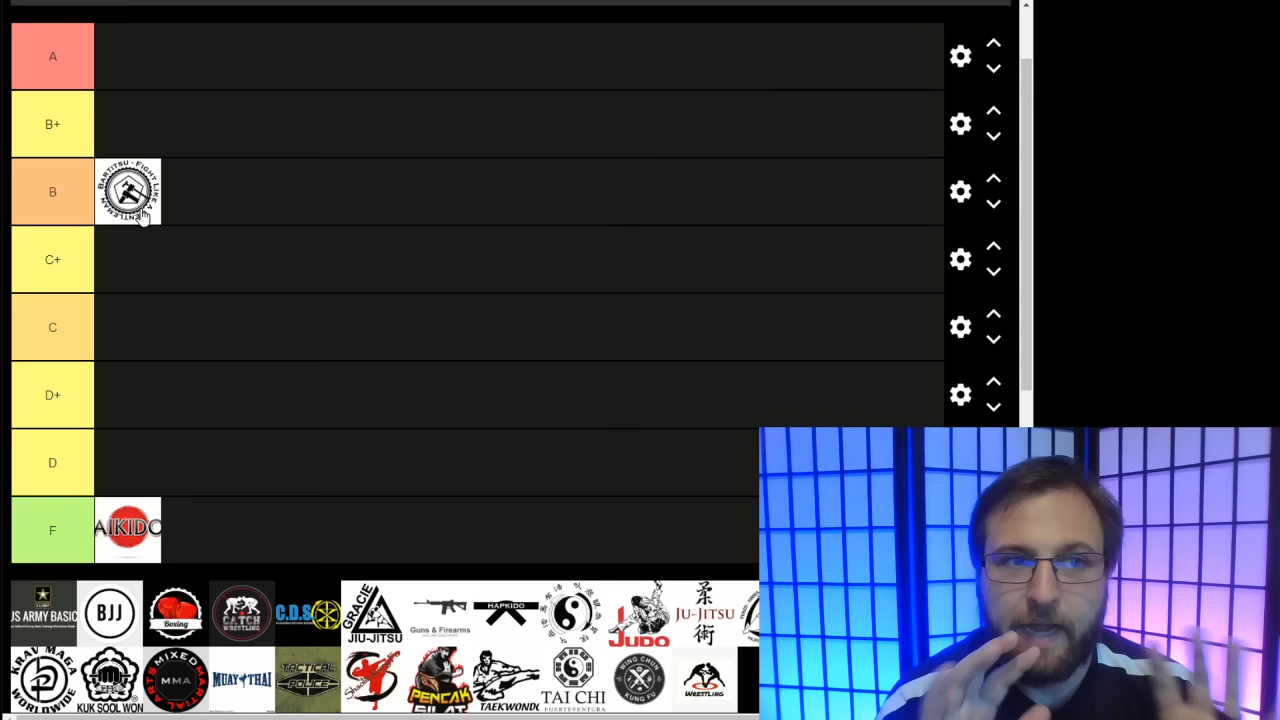 A
B+
B
BARTITSU - FIGHT LIKE A GENTLEMAN
C+
C
D+
D
F
AIKIDO
US ARMY BASIC
BJJ
Boxing
CATCH
WRESTLING
C.D.S
GRACIE
JIU-JITSU
Guns & Firearms
HAPKIDO
JUDO
柔
JU-JITSU
術
KRAV MAGA
WORLDWIDE
KUK SOOL WON
®
MIXED
MARTIAL ARTS
MMA
MUAY THAI
TACTICAL
POLICE
PENCAK
SILAT
TAEKWONDO
TAI CHI
FUERTEVENTURA
WING CHUN
KUNG FU
WRESTLING